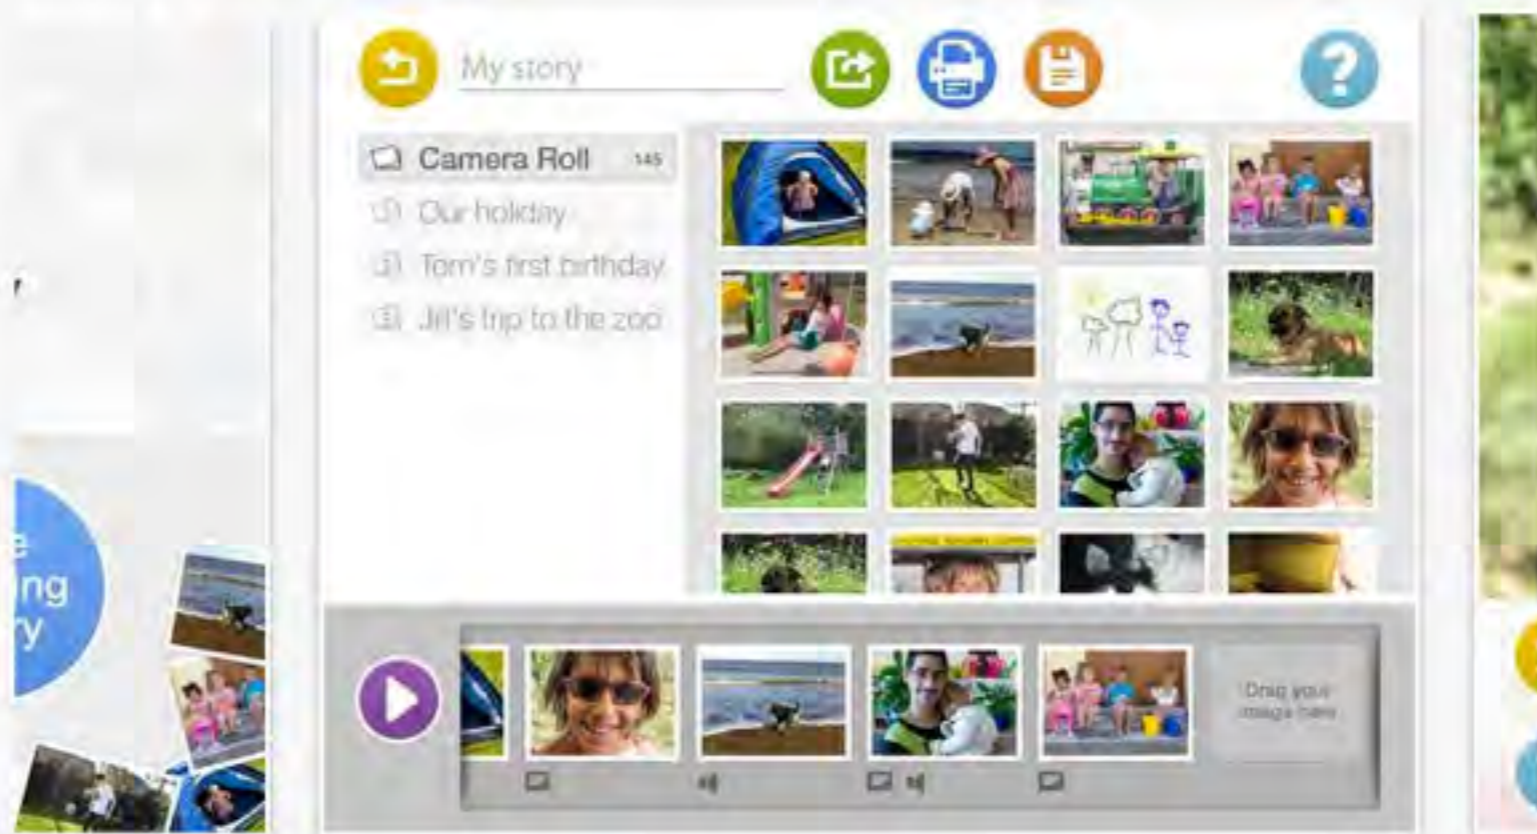 My story
Camera Roll 145
Our holiday
Tom's first birthday
Jill's trip to the zoo
ing
Drag your
image here